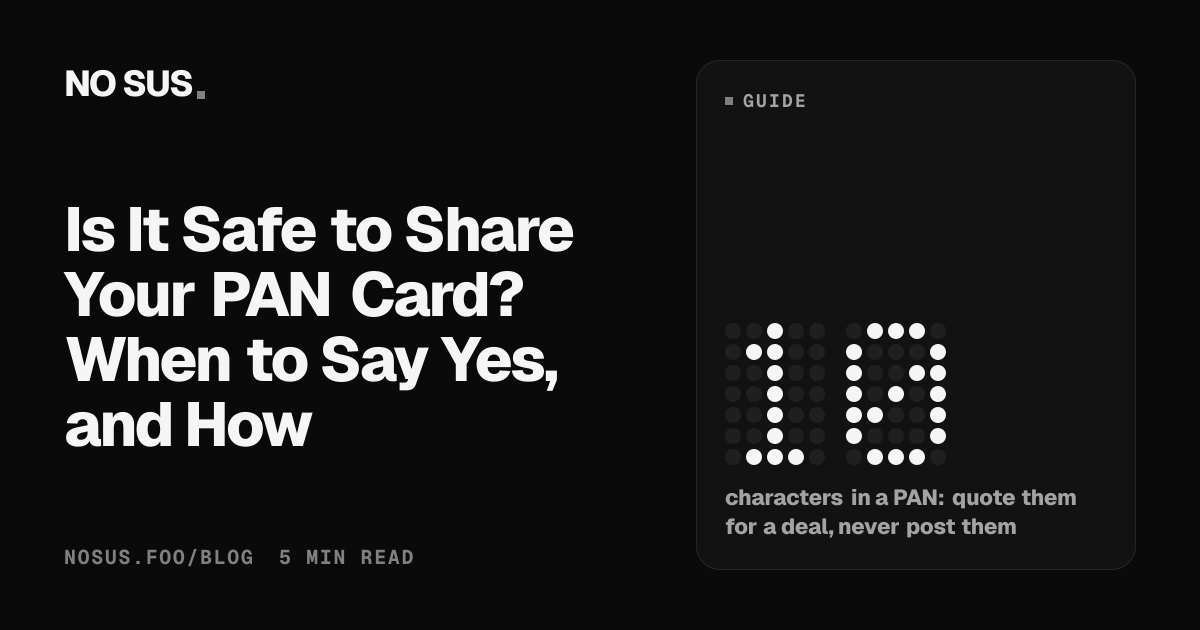 NO SUS.
Is It Safe to Share
Your PAN Card?
When to Say Yes,
and How
NOSUS.FOO/BLOG 5 MIN READ
GUIDE
10
characters in a PAN: quote them
for a deal, never post them